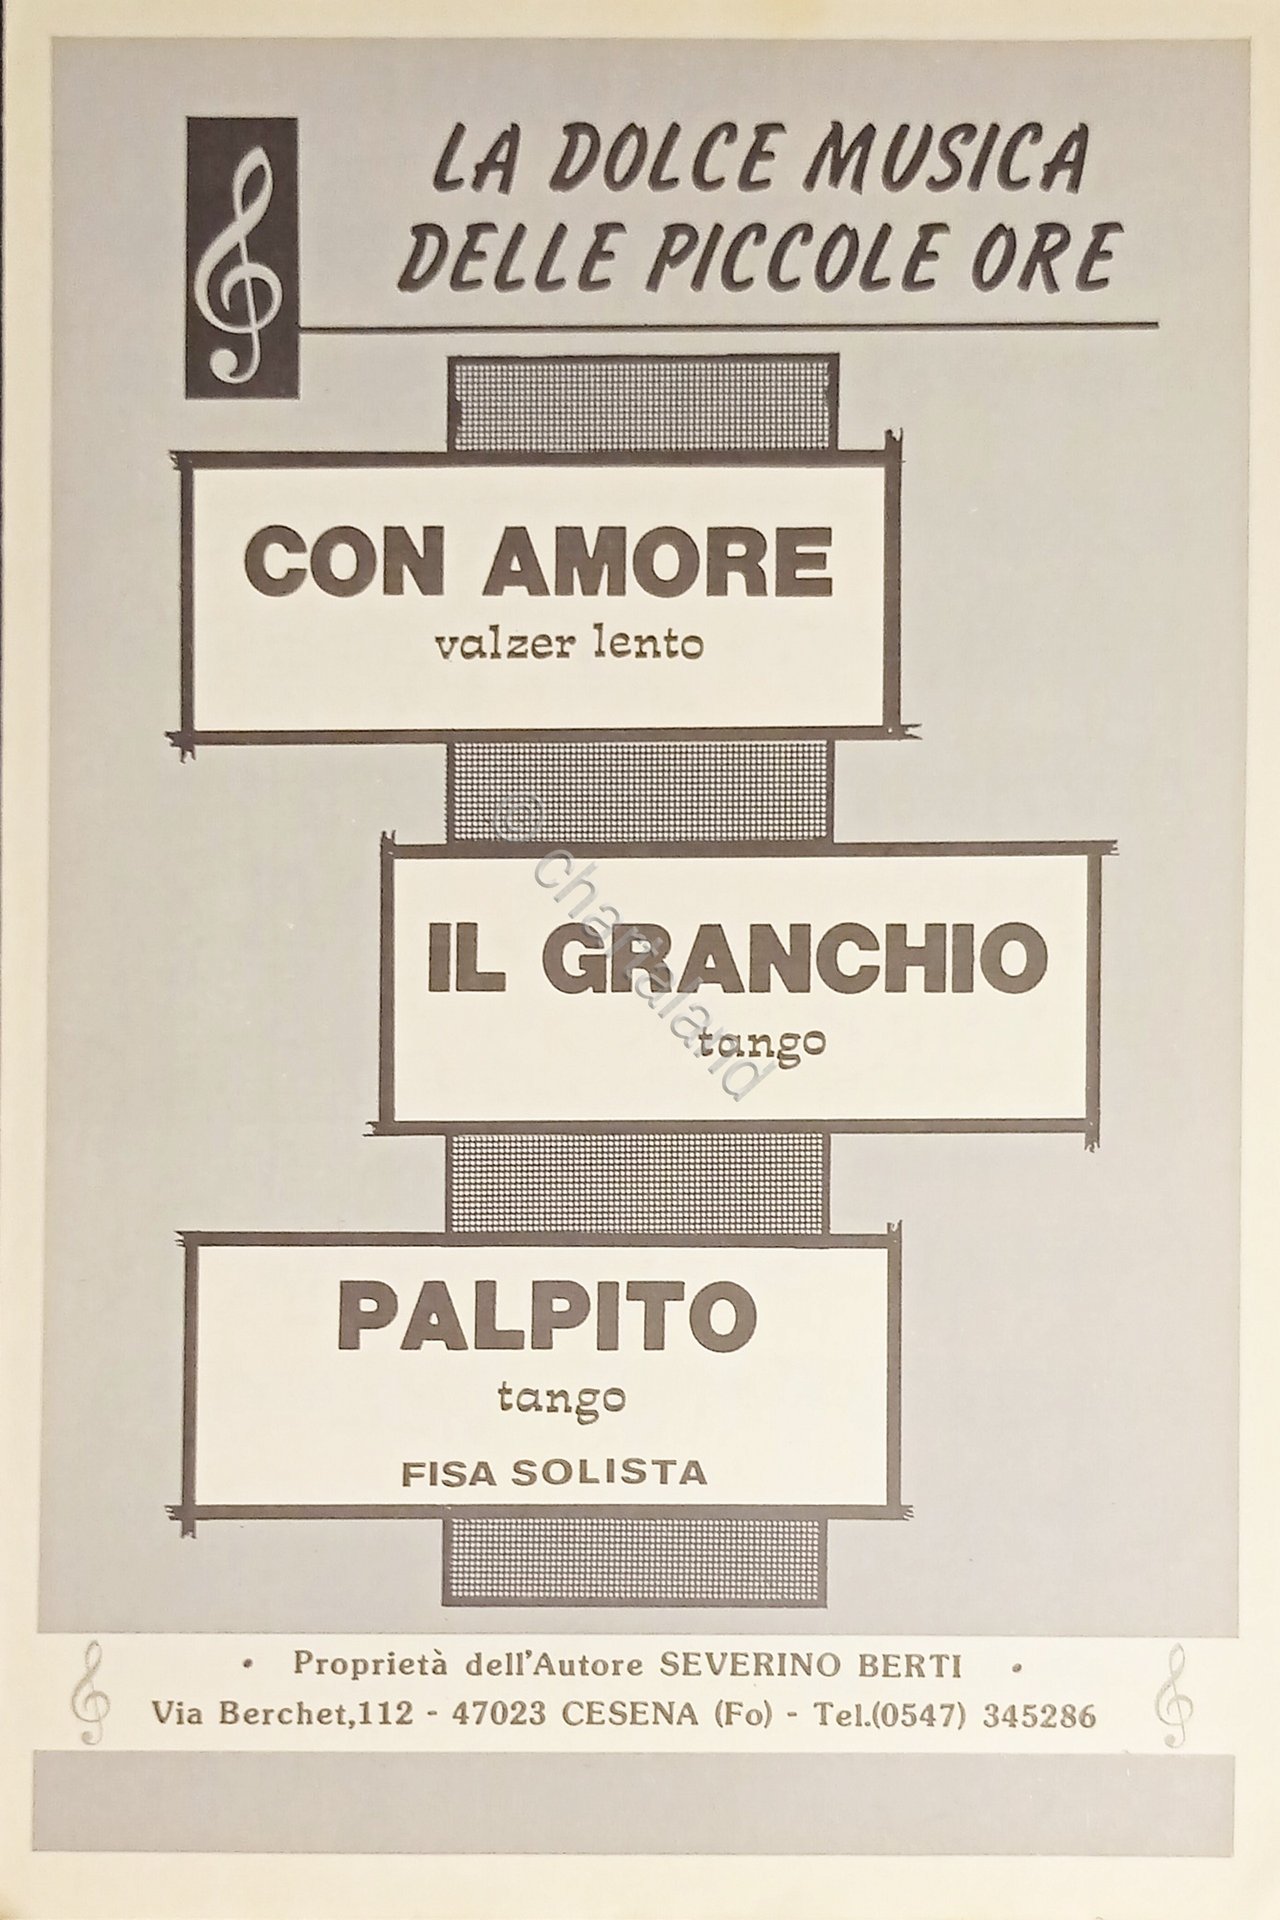 LA DOLCE MUSICA
DELLE PICCOLE ORE
CON AMORE
valzer lento
IL GRANCHIO
tango
PALPITO
tango
FISA SOLISTA
• Proprietà dell'Autore SEVERINO BERTI •
Via Berchet,112 - 47023 CESENA (Fo) - Tel.(0547) 345286
© chartaland